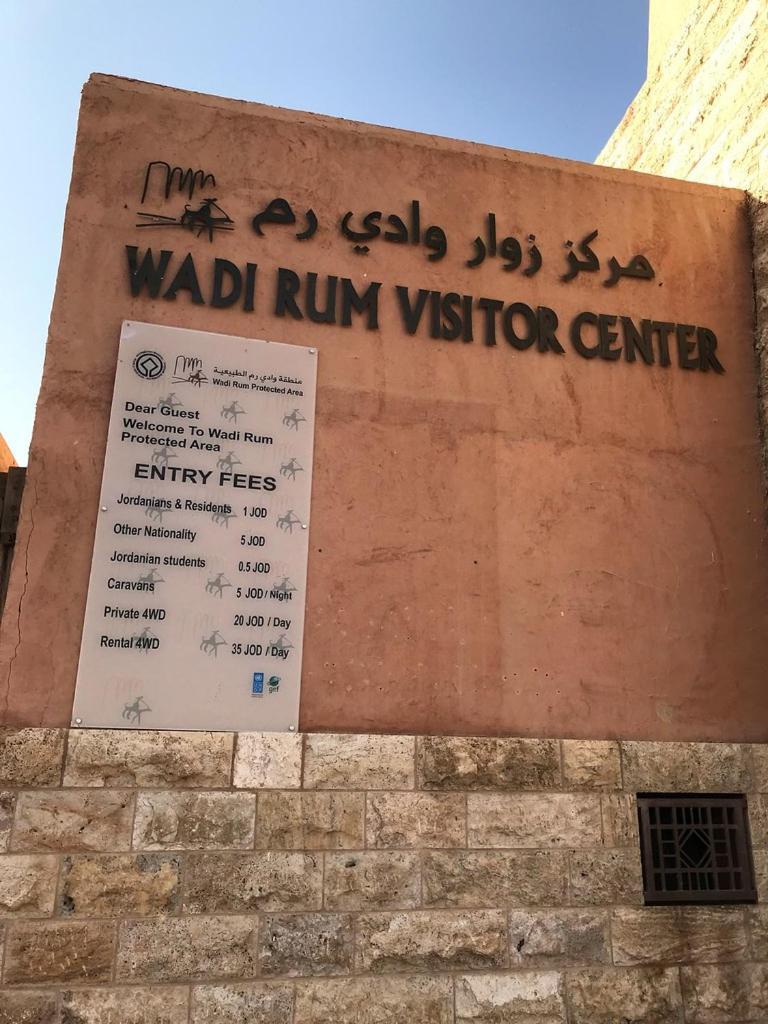 مركز زوار وادي رم
WADI RUM VISITOR CENTER
منطقة وادي رم الطبيعية
Wadi Rum Protected Area
Dear Guest
Welcome To Wadi Rum
Protected Area
ENTRY FEES
Jordanians & Residents 1 JOD
Other Nationality 5 JOD
Jordanian students 0.5 JOD
Caravans 5 JOD / Night
Private 4WD 20 JOD / Day
Rental 4WD 35 JOD / Day
gef